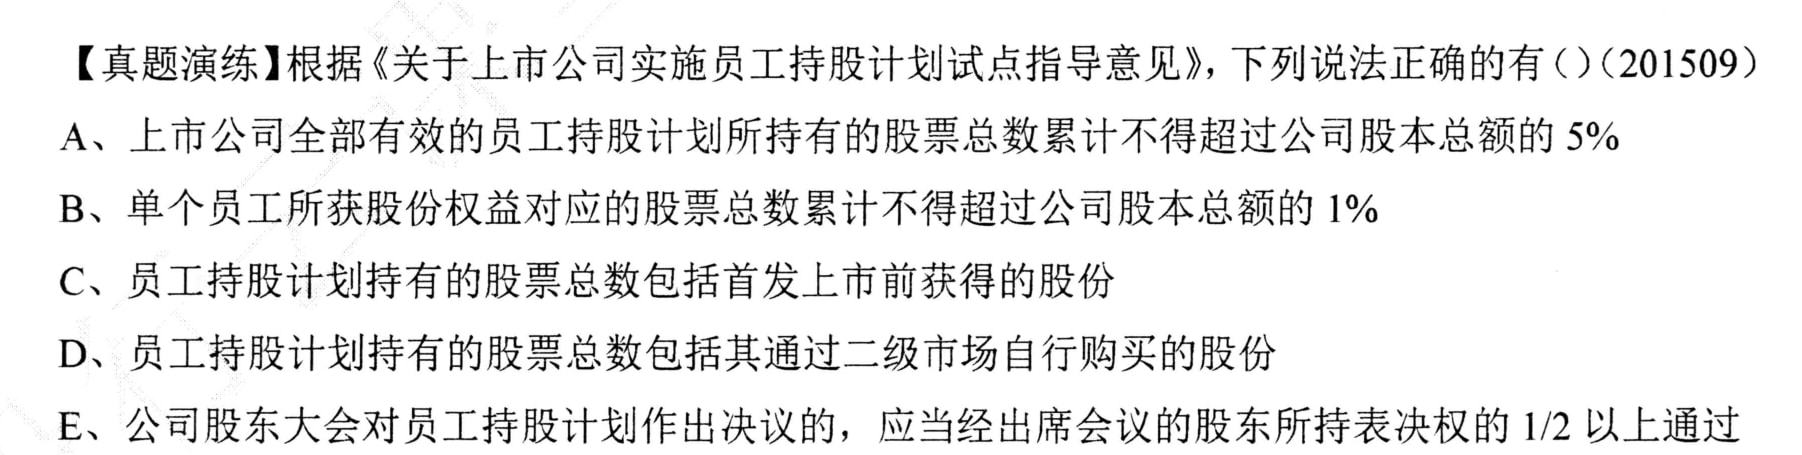 【真题演练】根据《关于上市公司实施员工持股计划试点指导意见》，下列说法正确的有（）（201509）
A、上市公司全部有效的员工持股计划所持有的股票总数累计不得超过公司股本总额的 5%
B、单个员工所获股份权益对应的股票总数累计不得超过公司股本总额的 1%
C、员工持股计划持有的股票总数包括首发上市前获得的股份
D、员工持股计划持有的股票总数包括其通过二级市场自行购买的股份
E、公司股东大会对员工持股计划作出决议的，应当经出席会议的股东所持表决权的 1/2 以上通过